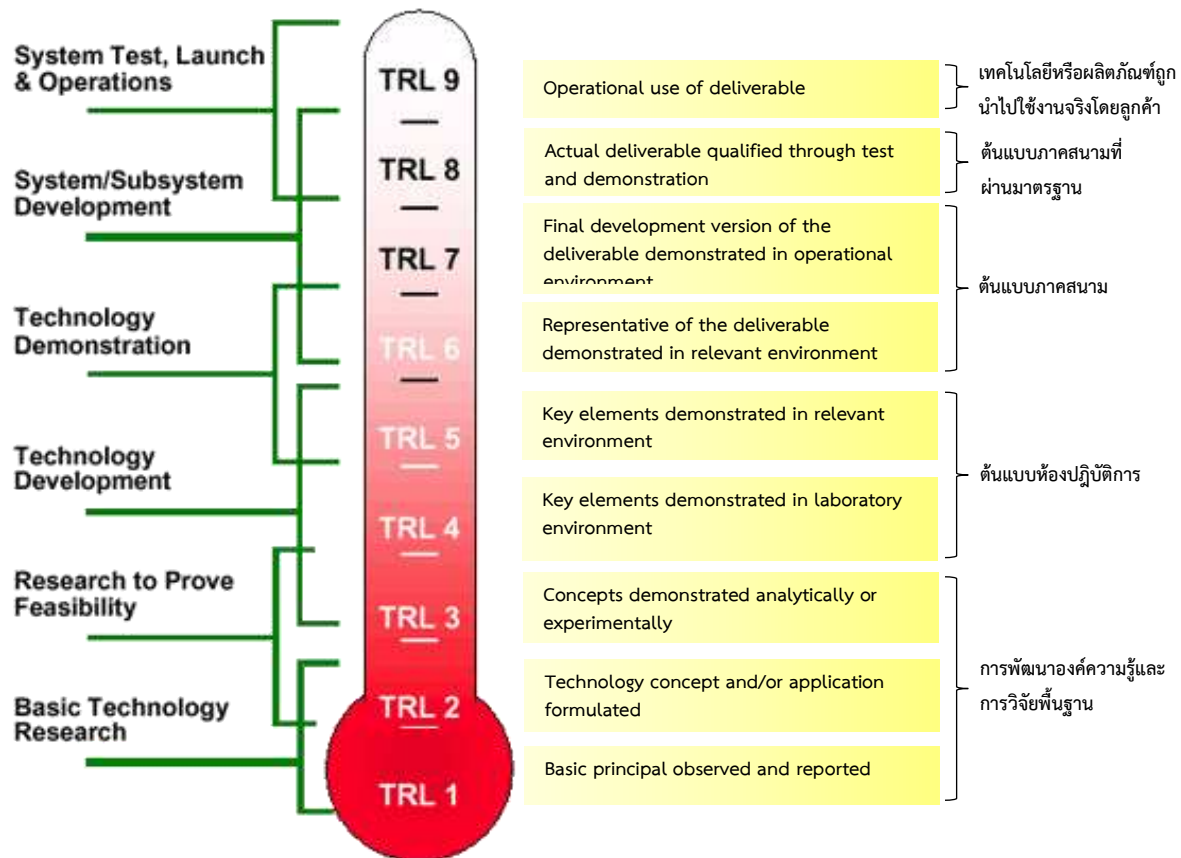 System Test, Launch
& Operations
System/Subsystem
Development
Technology
Demonstration
Technology
Development
Research to Prove
Feasibility
Basic Technology
Research
TRL 9
TRL 8
TRL 7
TRL 6
TRL 5
TRL 4
TRL 3
TRL 2
TRL 1
Operational use of deliverable
Actual deliverable qualified through test
and demonstration
Final development version of the
deliverable demonstrated in operational
environment
Representative of the deliverable
demonstrated in relevant environment
Key elements demonstrated in relevant
environment
Key elements demonstrated in laboratory
environment
Concepts demonstrated analytically or
experimentally
Technology concept and/or application
formulated
Basic principal observed and reported
เทคโนโลยีหรือผลิตภัณฑ์ถูก
นำไปใช้งานจริงโดยลูกค้า
ต้นแบบภาคสนามที่
ผ่านมาตรฐาน
ต้นแบบภาคสนาม
ต้นแบบห้องปฏิบัติการ
การพัฒนาองค์ความรู้และ
การวิจัยพื้นฐาน